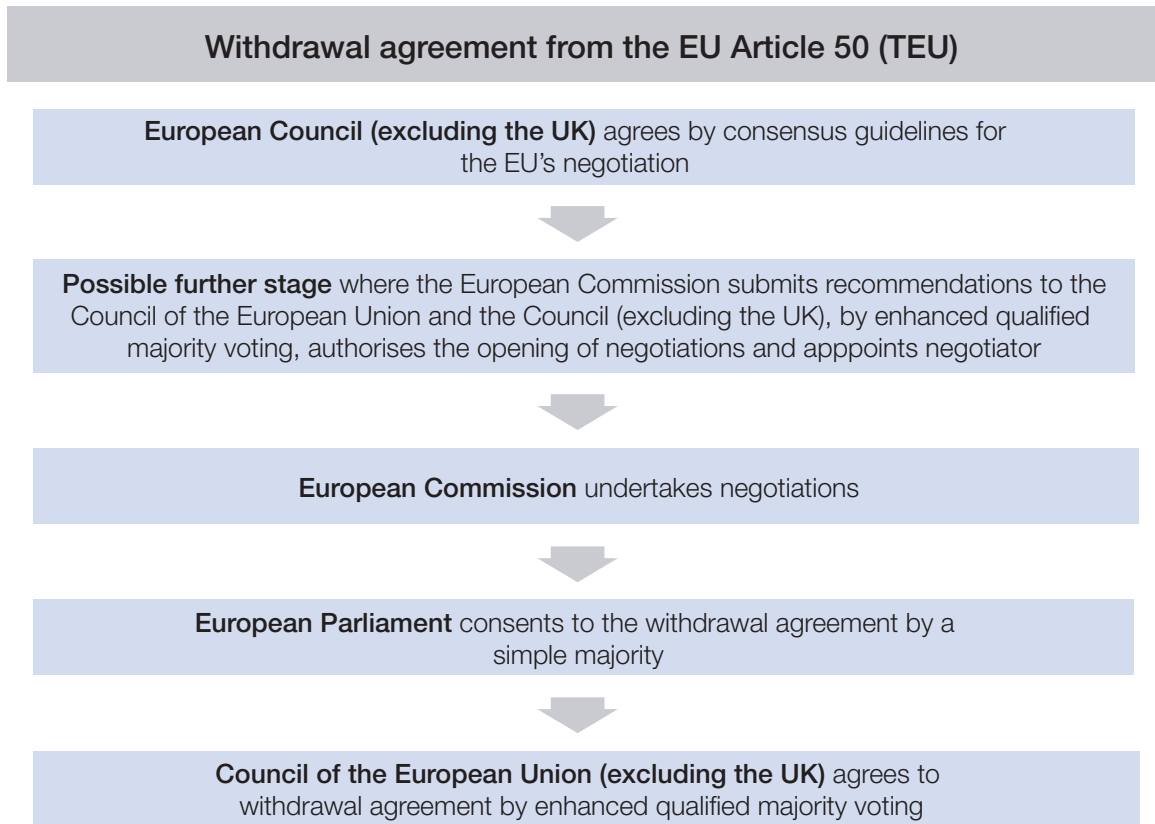 Withdrawal agreement from the EU Article 50 (TEU)
European Council (excluding the UK) agrees by consensus guidelines for
the EU's negotiation
Possible further stage where the European Commission submits recommendations to the
Council of the European Union and the Council (excluding the UK), by enhanced qualified
majority voting, authorises the opening of negotiations and apppoints negotiator
European Commission undertakes negotiations
European Parliament consents to the withdrawal agreement by a
simple majority
Council of the European Union (excluding the UK) agrees to
withdrawal agreement by enhanced qualified majority voting